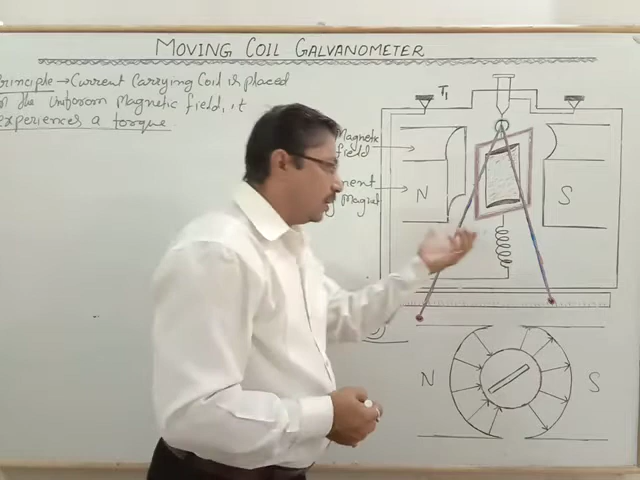 MOVING COIL GALVANOMETER
Principle → Current Carrying Coil is placed
in the Uniform Magnetic field, it
experiences a torque
T1
Magnetic
field
N
S
Magnet
N
S